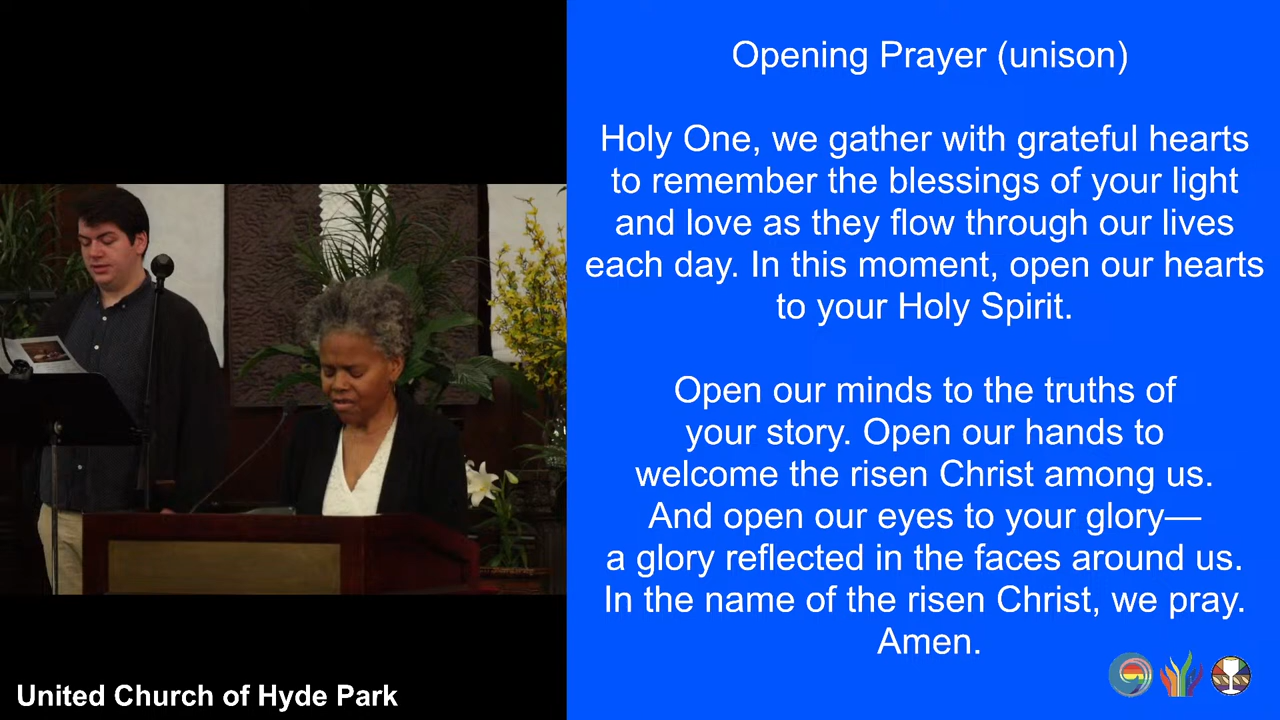 Opening Prayer (unison)
Holy One, we gather with grateful hearts
to remember the blessings of your light
and love as they flow through our lives
each day. In this moment, open our hearts
to your Holy Spirit.
Open our minds to the truths of
your story. Open our hands to
welcome the risen Christ among us.
And open our eyes to your glory—
a glory reflected in the faces around us.
In the name of the risen Christ, we pray.
Amen.
United Church of Hyde Park